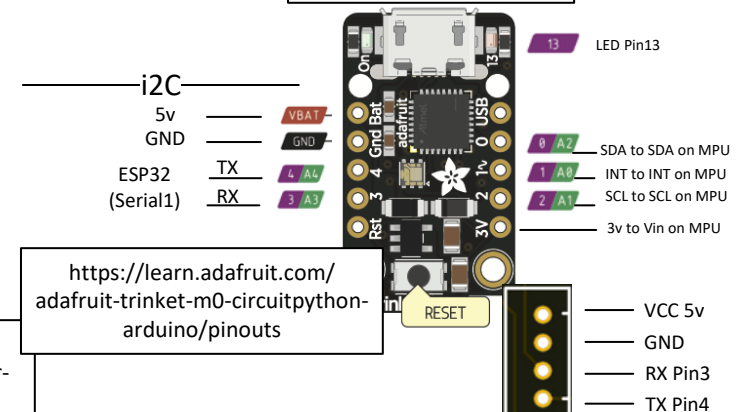 13
LED Pin13
On
13
i2C
5v
VBAT
Bat
USB
GND
GND
Gnd
adafruit
Atmel
0
0 A2
SDA to SDA on MPU
ESP32
TX
4 A4
4
1~
1 A0
INT to INT on MPU
(Serial1)
RX
3 A3
3
2
2 A1
SCL to SCL on MPU
Rst
3V
3v to Vin on MPU
https://learn.adafruit.com/
adafruit-trinket-m0-circuitpython-
arduino/pinouts
RESET
VCC 5v
GND
RX Pin3
TX Pin4